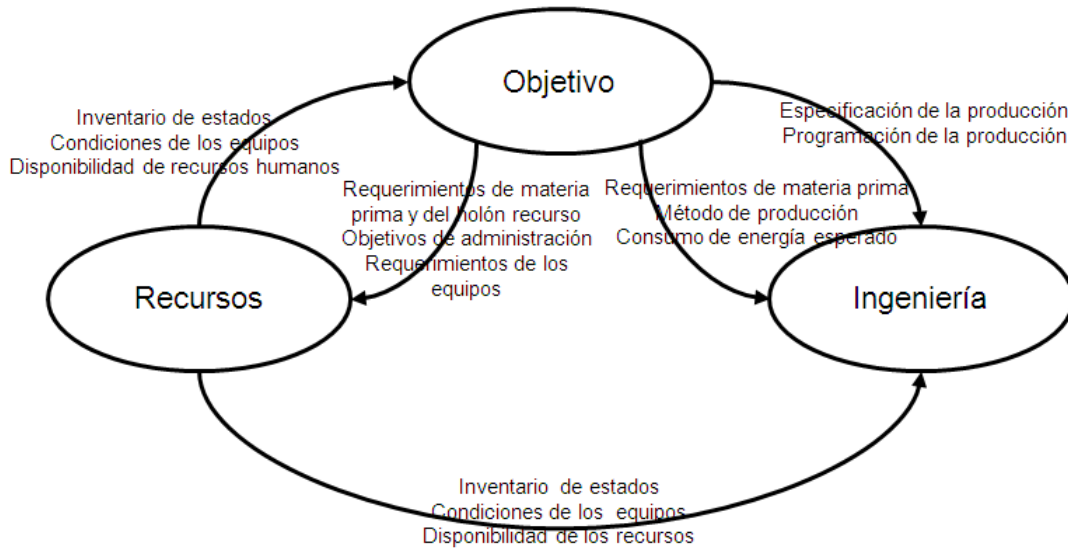 Objetivo
Inventario de estados
Condiciones de los equipos
Disponibilidad de recursos humanos
Especificación de la producción
Programación de la producción
Requerimientos de materia
prima y del holón recurso
Objetivos de administración
Requerimientos de los
equipos
Requerimientos de materia prima
Método de producción
Consumo de energía esperado
Recursos
Ingeniería
Inventario de estados
Condiciones de los equipos
Disponibilidad de los recursos